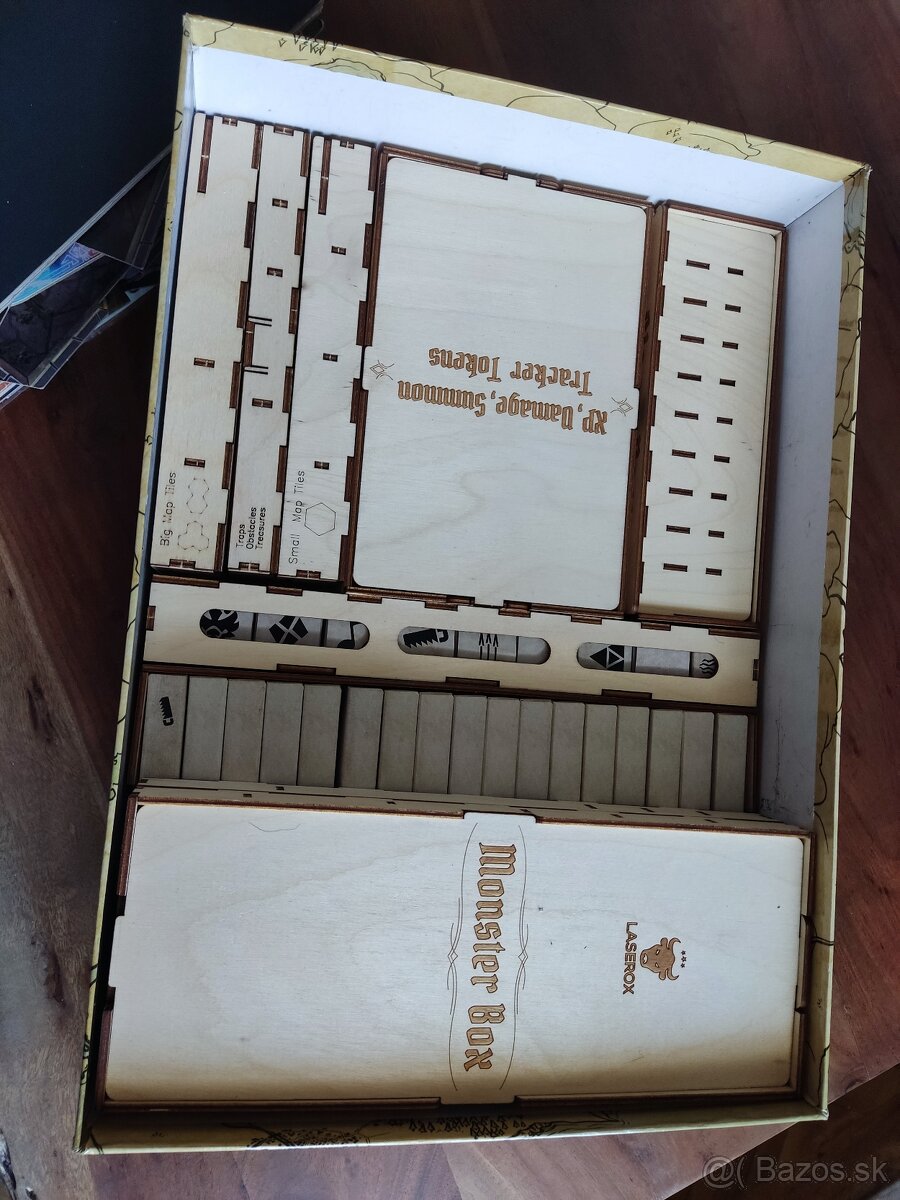 XP, Damage, Summon
Tracker Tokens
Big Map Tiles
Traps
Obstacles
Treasures
Small Map Tiles
Monster Box
LASEROX
@( Bazos.sk